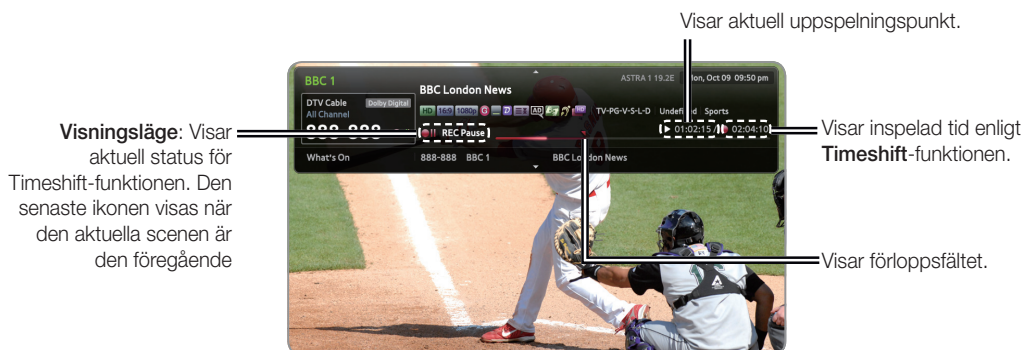 Visar aktuell uppspelningspunkt.
BBC 1
ASTRA 1 19.2E
Mon, Oct 09 09:50 pm
BBC London News
DTV Cable
Dolby Digital
All Channel
HD 16:9 1080p G D AD
TV-PG-V-S-L-D Undefined Sports
888-888
REC Pause
01:02:15 /
02:04:10
What's On
888-888 BBC 1
BBC London News
Visningsläge: Visar
aktuell status för
Timeshift-funktionen. Den
senaste ikonen visas när
den aktuella scenen är
den föregående
Visar inspelad tid enligt
Timeshift-funktionen.
Visar förloppsfältet.